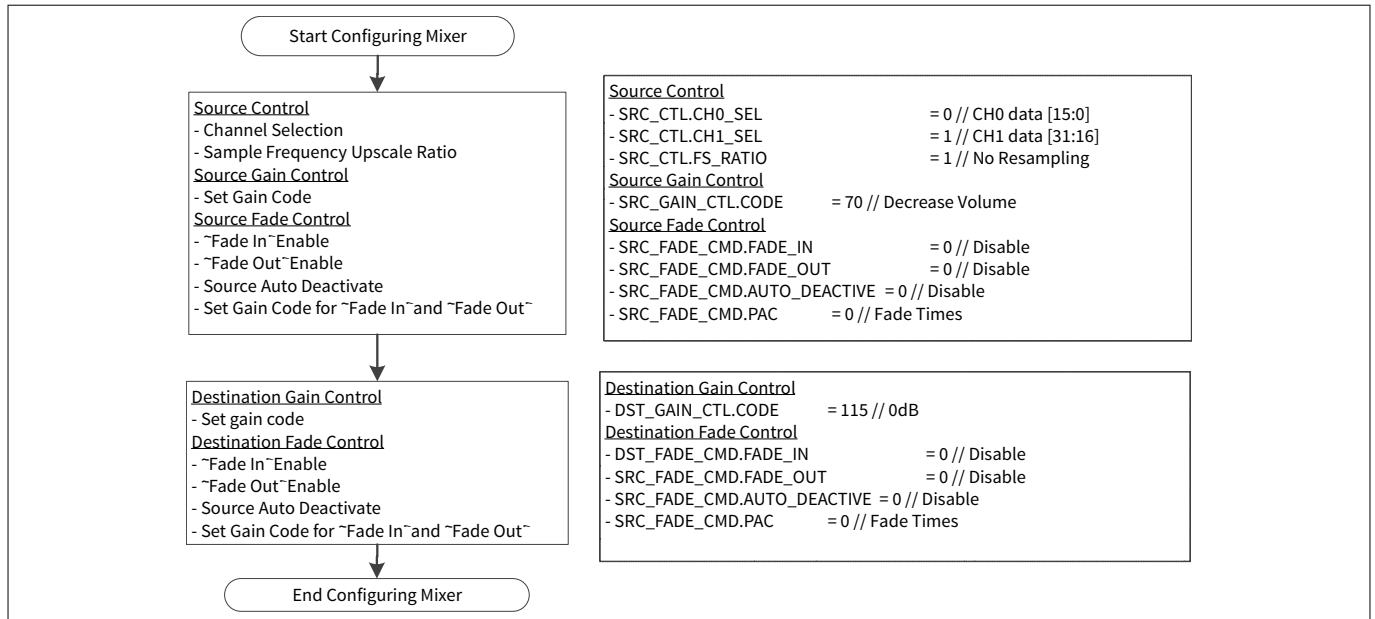 Start Configuring Mixer
Source Control
- Channel Selection
- Sample Frequency Upscale Ratio
Source Gain Control
- Set Gain Code
Source Fade Control
- ~Fade In~Enable
- ~Fade Out~Enable
- Source Auto Deactivate
- Set Gain Code for ~Fade In~and ~Fade Out~
Source Control
- SRC_CTL.CH0_SEL = 0 // CH0 data [15:0]
- SRC_CTL.CH1_SEL = 1 // CH1 data [31:16]
- SRC_CTL.FS_RATIO = 1 // No Resampling
Source Gain Control
- SRC_GAIN_CTL.CODE = 70 // Decrease Volume
Source Fade Control
- SRC_FADE_CMD.FADE_IN = 0 // Disable
- SRC_FADE_CMD.FADE_OUT = 0 // Disable
- SRC_FADE_CMD.AUTO_DEACTIVE = 0 // Disable
- SRC_FADE_CMD.PAC = 0 // Fade Times
Destination Gain Control
- Set gain code
Destination Fade Control
- ~Fade In~Enable
- ~Fade Out~Enable
- Source Auto Deactivate
- Set Gain Code for ~Fade In~and ~Fade Out~
Destination Gain Control
- DST_GAIN_CTL.CODE = 115 // 0dB
Destination Fade Control
- DST_FADE_CMD.FADE_IN = 0 // Disable
- SRC_FADE_CMD.FADE_OUT = 0 // Disable
- SRC_FADE_CMD.AUTO_DEACTIVE = 0 // Disable
- SRC_FADE_CMD.PAC = 0 // Fade Times
End Configuring Mixer